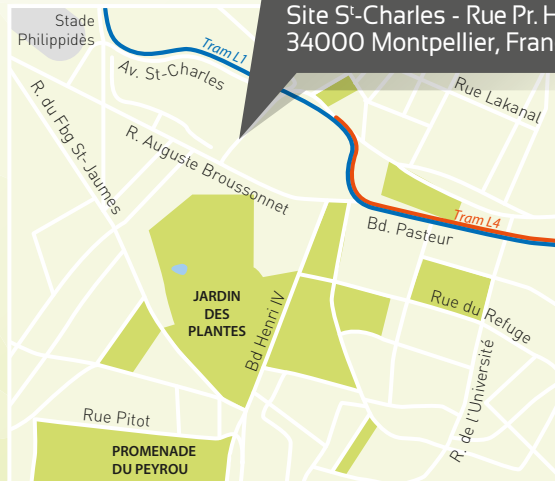 Site St-Charles - Rue Pr. H
34000 Montpellier, Fran
Stade
Philippidès
Tram L1
Av. St-Charles
Rue Lakanal
R. du Fbg St-Jaumes
R. Auguste Broussonnet
Tram L4
Bd. Pasteur
JARDIN
DES
PLANTES
Bd Henri IV
Rue du Refuge
R. de l'Université
Rue Pitot
PROMENADE
DU PEYROU